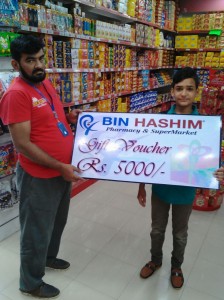 BIN HASHIM
Pharmacy & SuperMarket
Gift Voucher
Rs. 5000/-